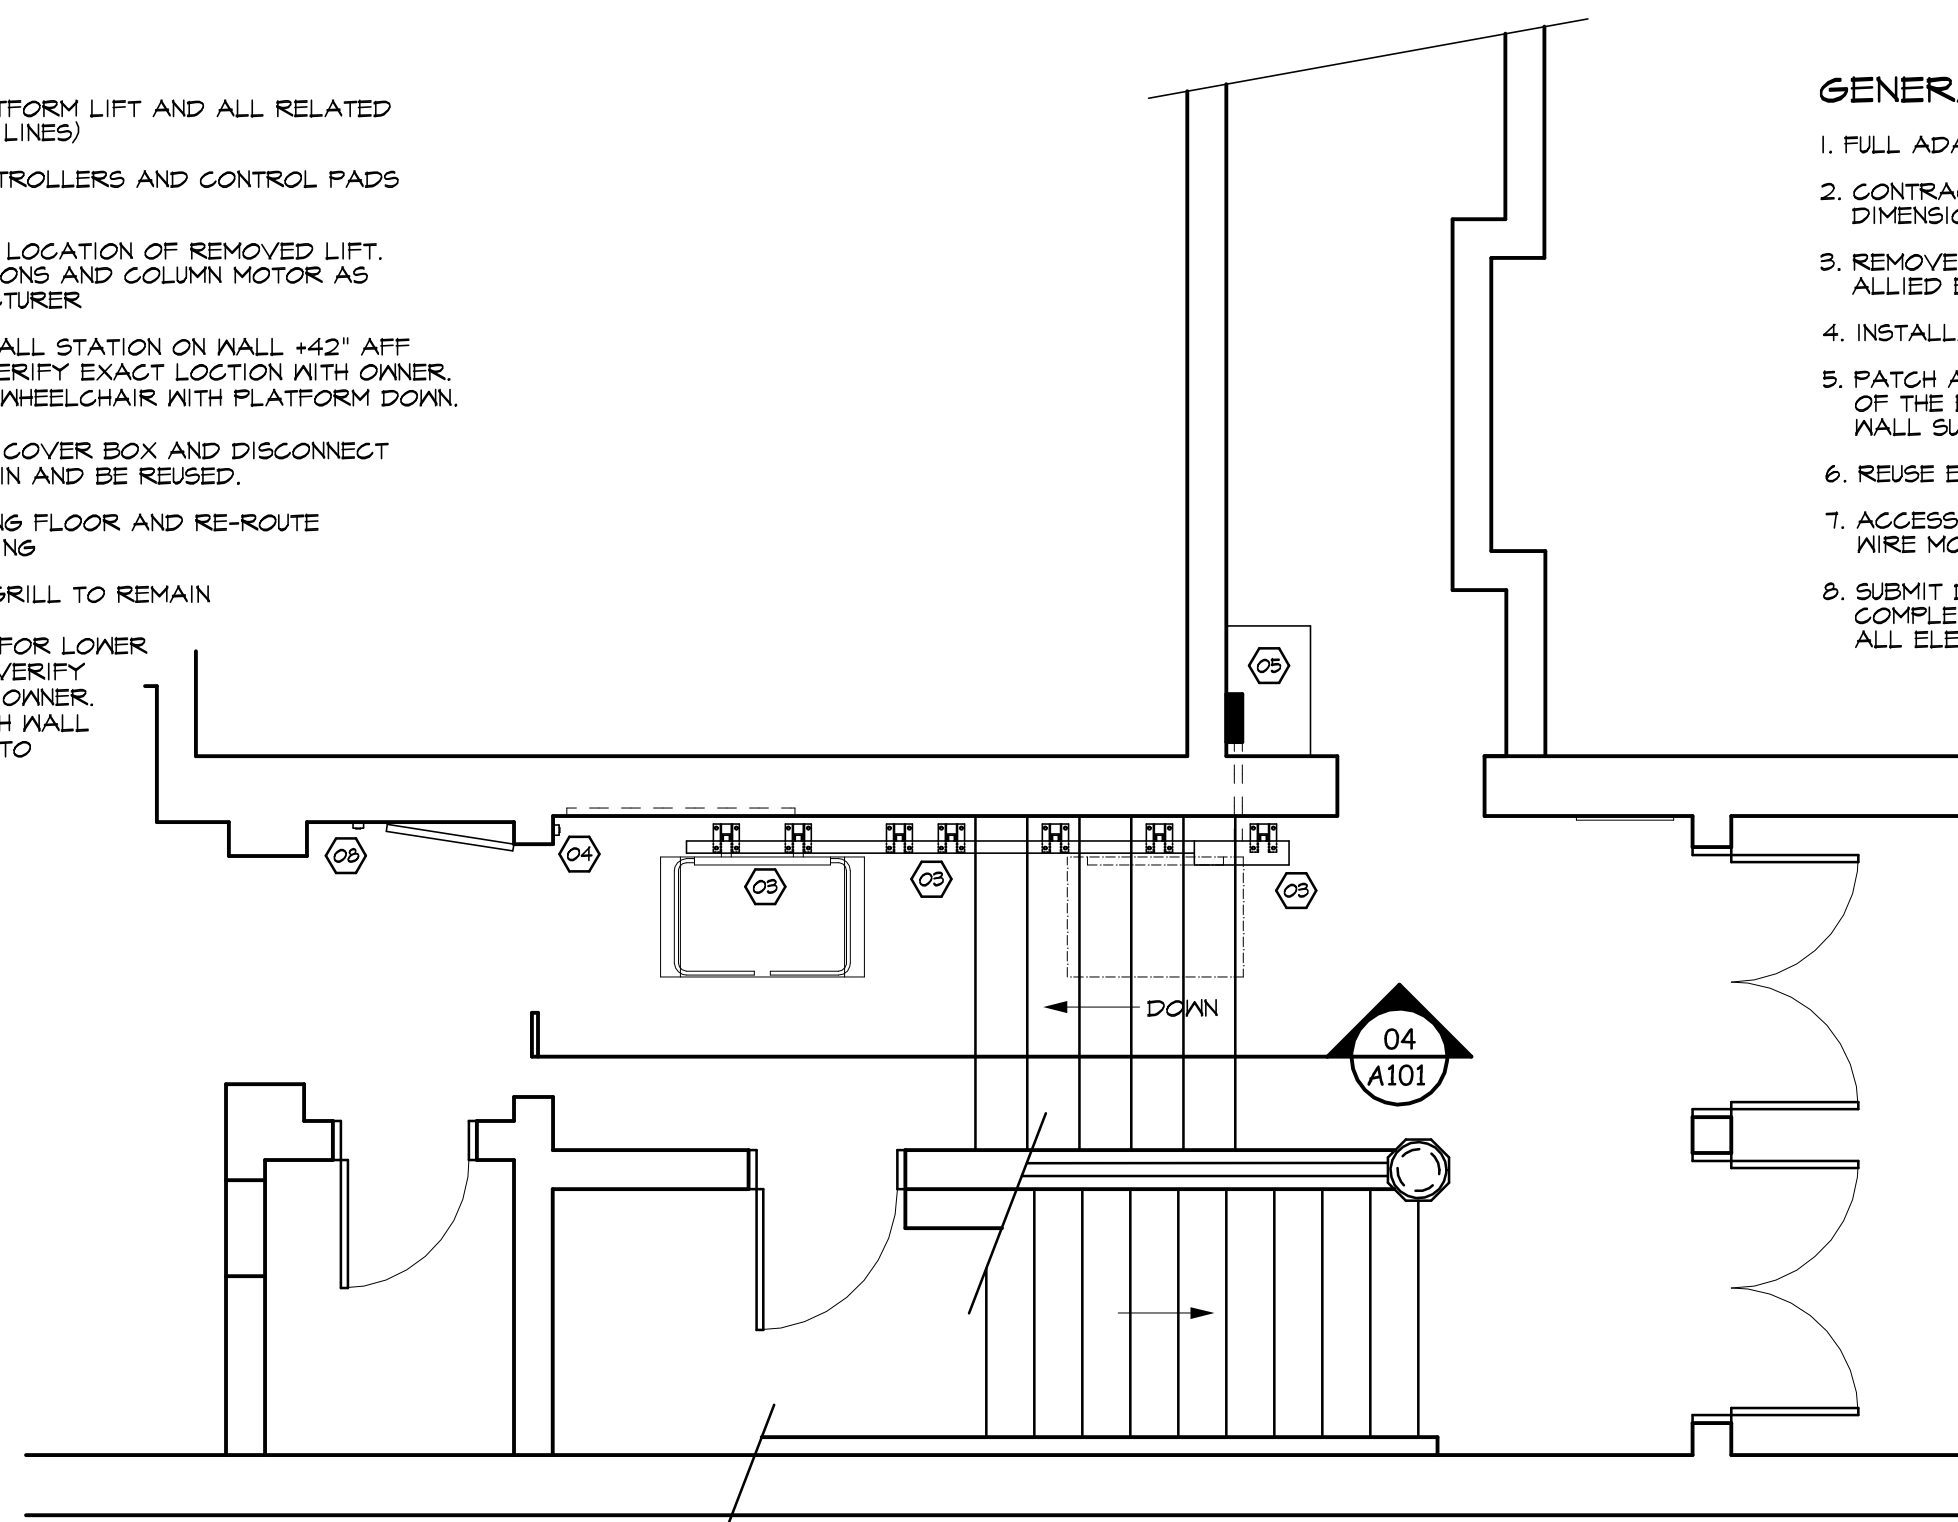 TFORM LIFT AND ALL RELATED
LINES)
TROLLERS AND CONTROL PADS
LOCATION OF REMOVED LIFT.
ONS AND COLUMN MOTOR AS
CTURER
ALL STATION ON WALL +42" AFF
ERIFY EXACT LOCTION WITH OWNER.
WHEELCHAIR WITH PLATFORM DOWN.
COVER BOX AND DISCONNECT
IN AND BE REUSED.
NG FLOOR AND RE-ROUTE
NG
GRILL TO REMAIN
FOR LOWER
VERIFY
OWNER.
H WALL
TO
GENERA
1. FULL ADA
2. CONTRAC
DIMENSIO
3. REMOVE
ALLIED E
4. INSTALL
5. PATCH A
OF THE
WALL SU
6. REUSE E
7. ACCESS
WIRE MO
8. SUBMIT
COMPLE
ALL ELE
05
08
04
03
03
03
DOWN
04
A101